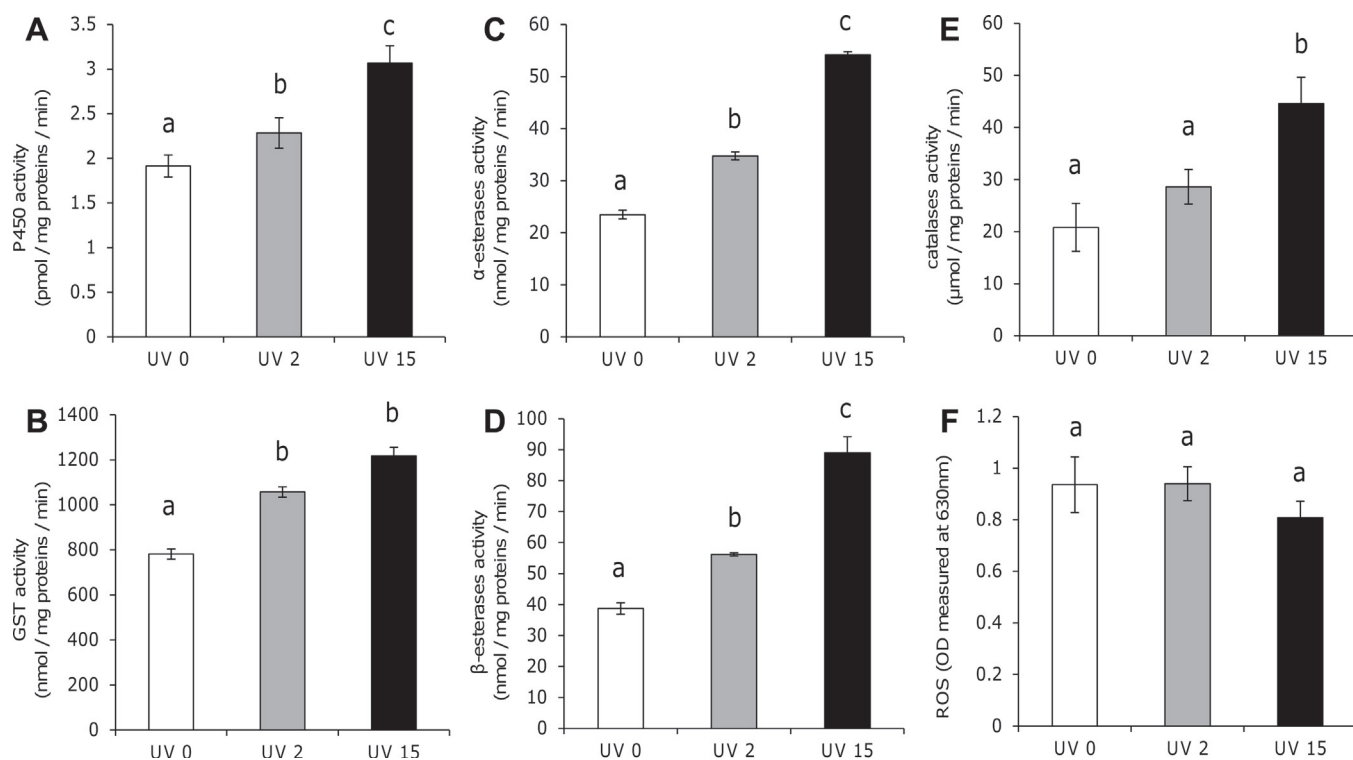 A
P450 activity
(pmol / mg proteins / min)
3.5
3
2.5
2
1.5
1
0.5
0
a
b
c
UV 0
UV 2
UV 15
B
GST activity
(nmol / mg proteins / min)
1400
1200
1000
800
600
400
200
0
a
b
b
UV 0
UV 2
UV 15
C
α-esterases activity
(nmol / mg proteins / min)
60
50
40
30
20
10
0
a
b
c
UV 0
UV 2
UV 15
D
β-esterases activity
(nmol / mg proteins / min)
100
90
80
70
60
50
40
30
20
10
0
a
b
c
UV 0
UV 2
UV 15
E
catalases activity
(µmol / mg proteins / min)
60
50
40
30
20
10
0
a
a
b
UV 0
UV 2
UV 15
F
ROS (OD measured at 630nm)
1.2
1
0.8
0.6
0.4
0.2
0
a
a
a
UV 0
UV 2
UV 15